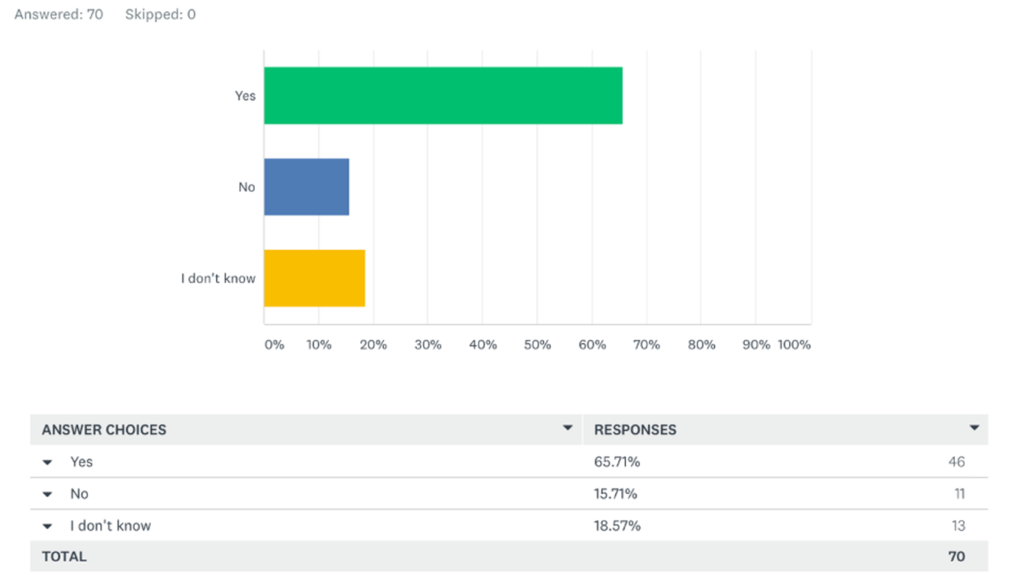 Answered: 70 Skipped: 0
Yes
No
I don't know
0% 10% 20% 30% 40% 50% 60% 70% 80% 90% 100%
ANSWER CHOICES RESPONSES
Yes 65.71% 46
No 15.71% 11
I don't know 18.57% 13
TOTAL 70